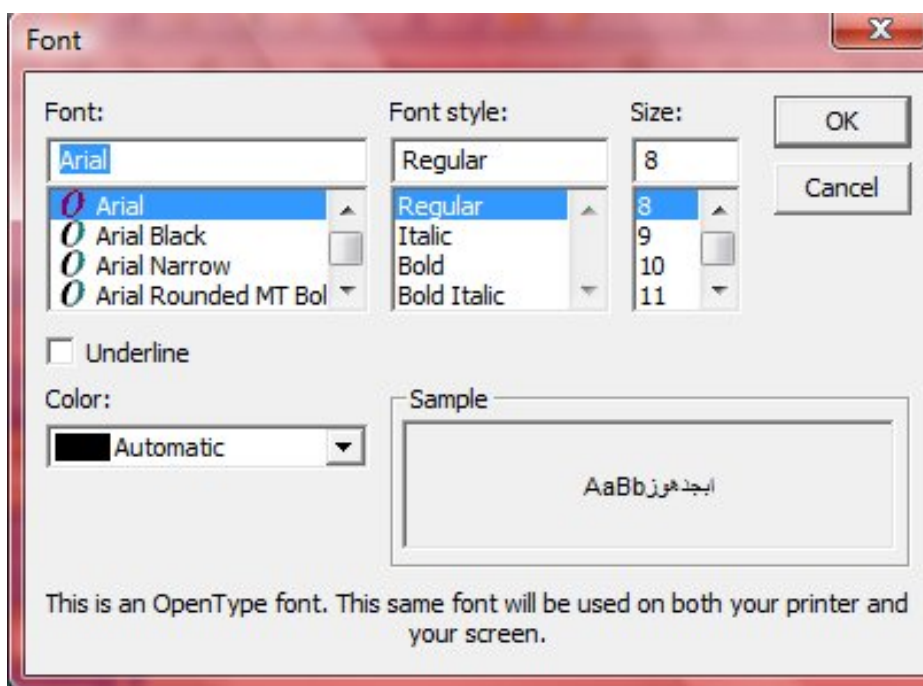 Font
Font:
Arial
Arial
Arial Black
Arial Narrow
Arial Rounded MT Bol
Font style:
Regular
Regular
Italic
Bold
Bold Italic
Size:
8
8
9
10
11
OK
Cancel
Underline
Color:
Automatic
Sample
AaBbابجدهوز
This is an OpenType font. This same font will be used on both your printer and
your screen.